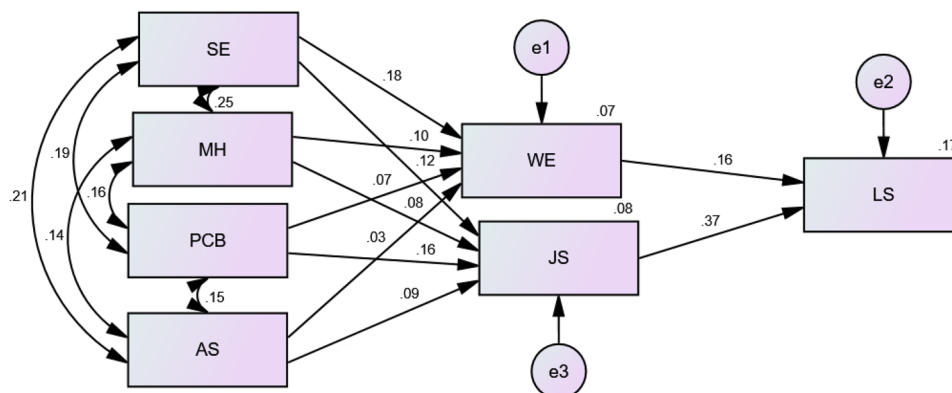 SE
e1
e2
.18
.07
.25
MH
.10
.12
WE
.16
.17
LS
.19
.16
.21
.07
.08
.08
PCB
.03
.16
JS
.37
.14
.15
.09
AS
e3